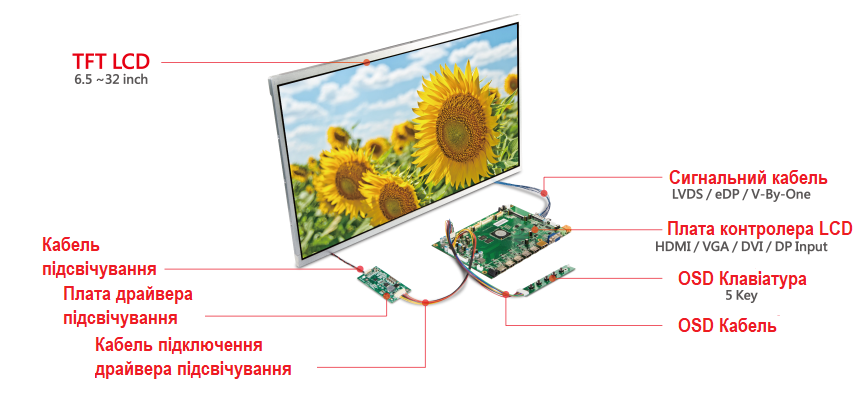 TFT LCD
6.5 ~32 inch
Сигнальний кабель
LVDS / eDP / V-By-One
Плата контролера LCD
HDMI / VGA / DVI / DP Input
OSD Клавіатура
5 Key
OSD Кабель
Кабель
підсвічування
Плата драйвера
підсвічування
Кабель підключення
драйвера підсвічування